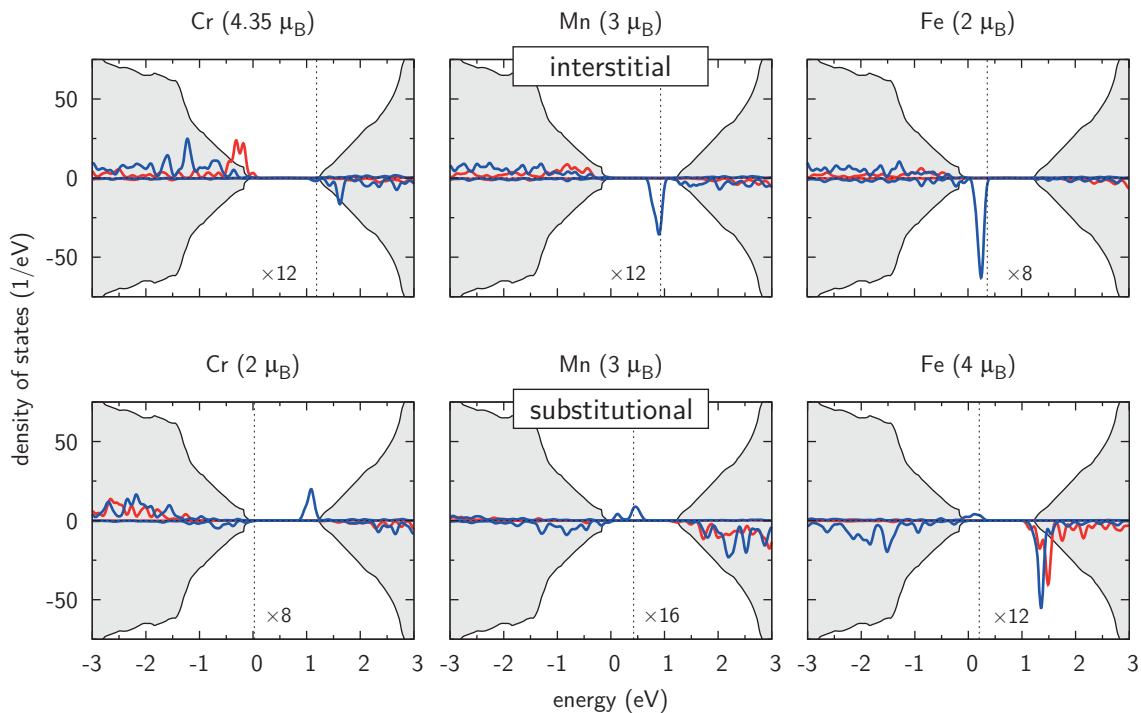 Cr (4.35 μB) Mn (3 μB) Fe (2 μB)
interstitial
50
0
-50
×12 ×12 ×8
Cr (2 μB) Mn (3 μB) Fe (4 μB)
substitutional
50
0
-50
×8 ×16 ×12
-3 -2 -1 0 1 2 3 -3 -2 -1 0 1 2 3 -3 -2 -1 0 1 2 3
energy (eV)
density of states (1/eV)